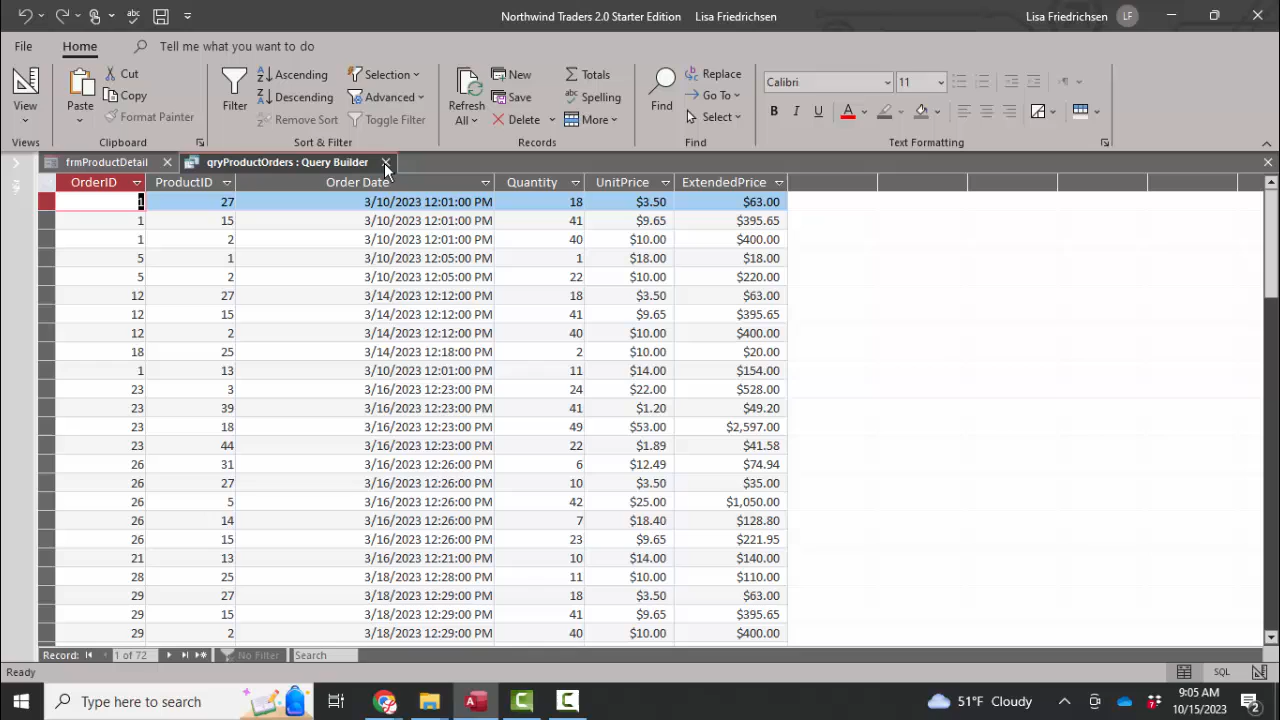 Northwind Traders 2.0 Starter Edition Lisa Friedrichsen Lisa Friedrichsen LF
File Home Tell me what you want to do
View
Views
Paste
Cut
Copy
Format Painter
Clipboard
Filter
Ascending
Descending
Remove Sort
Selection
Advanced
Toggle Filter
Sort & Filter
Refresh
All
New
Save
Delete
Totals
Spelling
More
Records
Find
Replace
Go To
Select
Find
Calibri 11
B I U A
Text Formatting
frmProductDetail qryProductOrders : Query Builder
OrderID ProductID Order Date Quantity UnitPrice ExtendedPrice
1 27 3/10/2023 12:01:00 PM 18 $3.50 $63.00
1 15 3/10/2023 12:01:00 PM 41 $9.65 $395.65
1 2 3/10/2023 12:01:00 PM 40 $10.00 $400.00
5 1 3/10/2023 12:05:00 PM 1 $18.00 $18.00
5 2 3/10/2023 12:05:00 PM 22 $10.00 $220.00
12 27 3/14/2023 12:12:00 PM 18 $3.50 $63.00
12 15 3/14/2023 12:12:00 PM 41 $9.65 $395.65
12 2 3/14/2023 12:12:00 PM 40 $10.00 $400.00
18 25 3/14/2023 12:18:00 PM 2 $10.00 $20.00
1 13 3/10/2023 12:01:00 PM 11 $14.00 $154.00
23 3 3/16/2023 12:23:00 PM 24 $22.00 $528.00
23 39 3/16/2023 12:23:00 PM 41 $1.20 $49.20
23 18 3/16/2023 12:23:00 PM 49 $53.00 $2,597.00
23 44 3/16/2023 12:23:00 PM 22 $1.89 $41.58
26 31 3/16/2023 12:26:00 PM 6 $12.49 $74.94
26 27 3/16/2023 12:26:00 PM 10 $3.50 $35.00
26 5 3/16/2023 12:26:00 PM 42 $25.00 $1,050.00
26 14 3/16/2023 12:26:00 PM 7 $18.40 $128.80
26 15 3/16/2023 12:26:00 PM 23 $9.65 $221.95
21 13 3/16/2023 12:21:00 PM 10 $14.00 $140.00
28 25 3/18/2023 12:28:00 PM 11 $10.00 $110.00
29 27 3/18/2023 12:29:00 PM 18 $3.50 $63.00
29 15 3/18/2023 12:29:00 PM 41 $9.65 $395.65
29 2 3/18/2023 12:29:00 PM 40 $10.00 $400.00
Record: 1 of 72 No Filter Search
Ready SQL
Type here to search 51°F Cloudy 9:05 AM
10/15/2023 2